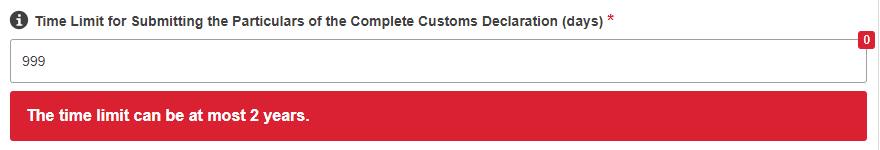 Time Limit for Submitting the Particulars of the Complete Customs Declaration (days) *
0
999
The time limit can be at most 2 years.